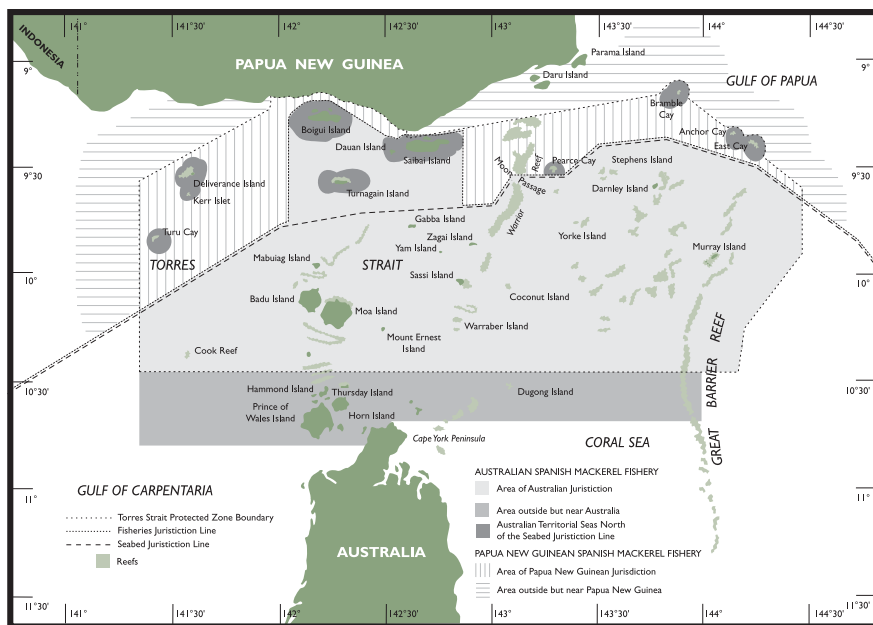 141°
141°30'
142°
142°30'
143°
143°30'
144°
144°30'
INDONESIA
PAPUA NEW GUINEA
Parama Island
9°
9°
Daru Island
GULF OF PAPUA
Bramble
Cay
Boigui Island
Anchor Cay
East Cay
Dauan Island
Saibai Island
Moon
Passage
Reef
Warrior
Pearce Cay
Stephens Island
9°30'
9°30'
Deliverance Island
Kerr Islet
Turnagain Island
Darnley Island
Gabba Island
Turu Cay
Zagai Island
Yam Island
Yorke Island
Murray Island
Mabuiag Island
TORRES
STRAIT
10°
10°
Sassi Island
Badu Island
Moa Island
Coconut Island
Warraber Island
Mount Ernest
Island
Cook Reef
GREAT BARRIER REEF
10°30'
10°30'
Hammond Island
Thursday Island
Dugong Island
Prince of
Wales Island
Horn Island
Cape York Peninsula
CORAL SEA
GULF OF CARPENTARIA
11°
11°
Torres Strait Protected Zone Boundary
Fisheries Juristiction Line
Seabed Juristiction Line
Reefs
AUSTRALIA
AUSTRALIAN SPANISH MACKEREL FISHERY
Area of Australian Juristiction
Area outside but near Australia
Australian Territorial Seas North
of the Seabed Juristiction Line
PAPUA NEW GUINEAN SPANISH MACKEREL FISHERY
Area of Papua New Guinean Jurisdiction
Area outside but near Papua New Guinea
11°30'
11°30'
141°
141°30'
142°
142°30'
143°
143°30'
144°
144°30'